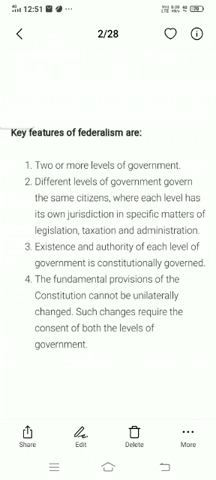 12:51
2/28
Key features of federalism are:
1. Two or more levels of government.
2. Different levels of government govern
the same citizens, where each level has
its own jurisdiction in specific matters of
legislation, taxation and administration.
3. Existence and authority of each level of
government is constitutionally governed.
4. The fundamental provisions of the
Constitution cannot be unilaterally
changed. Such changes require the
consent of both the levels of
government.
Share Edit Delete More